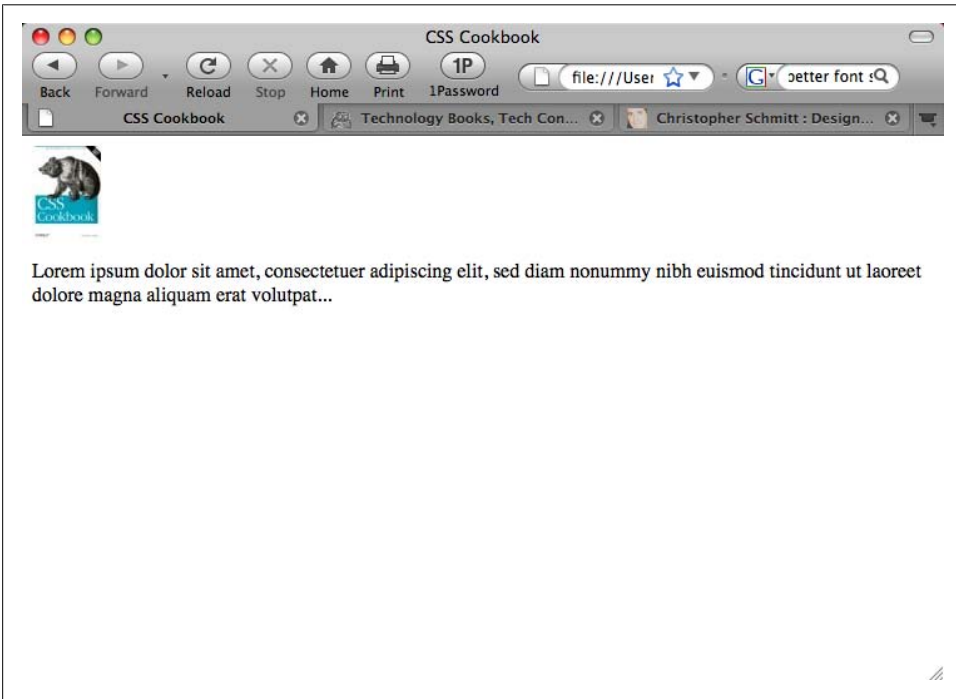 CSS Cookbook
1P
Back Forward Reload Stop Home Print 1Password
file:///User
G
etter font
CSS Cookbook
Technology Books, Tech Con...
Christopher Schmitt : Design...
CSS
Cookbook
Lorem ipsum dolor sit amet, consectetuer adipiscing elit, sed diam nonummy nibh euismod tincidunt ut laoreet
dolore magna aliquam erat volutpat...